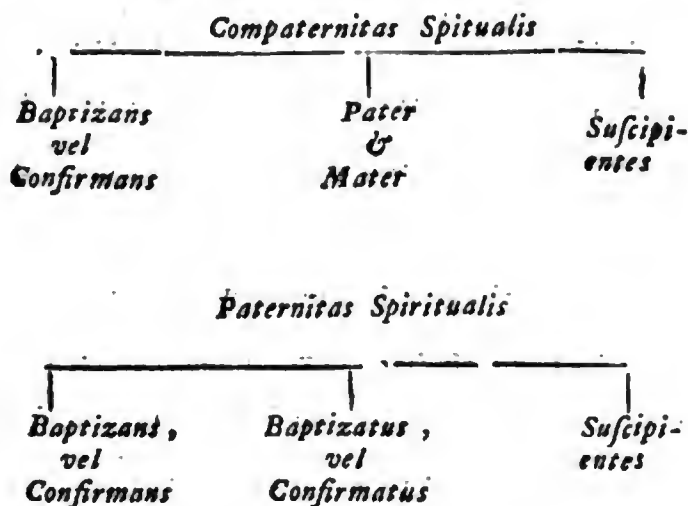 Compaternitas Spitualis
Baptizans Pater Suſcipi-
vel & entes
Confirmans Mater
Paternitas Spiritualis
Baptizans, Baptizatus, Suſcipi-
vel vel entes
Confirmans Confirmatus